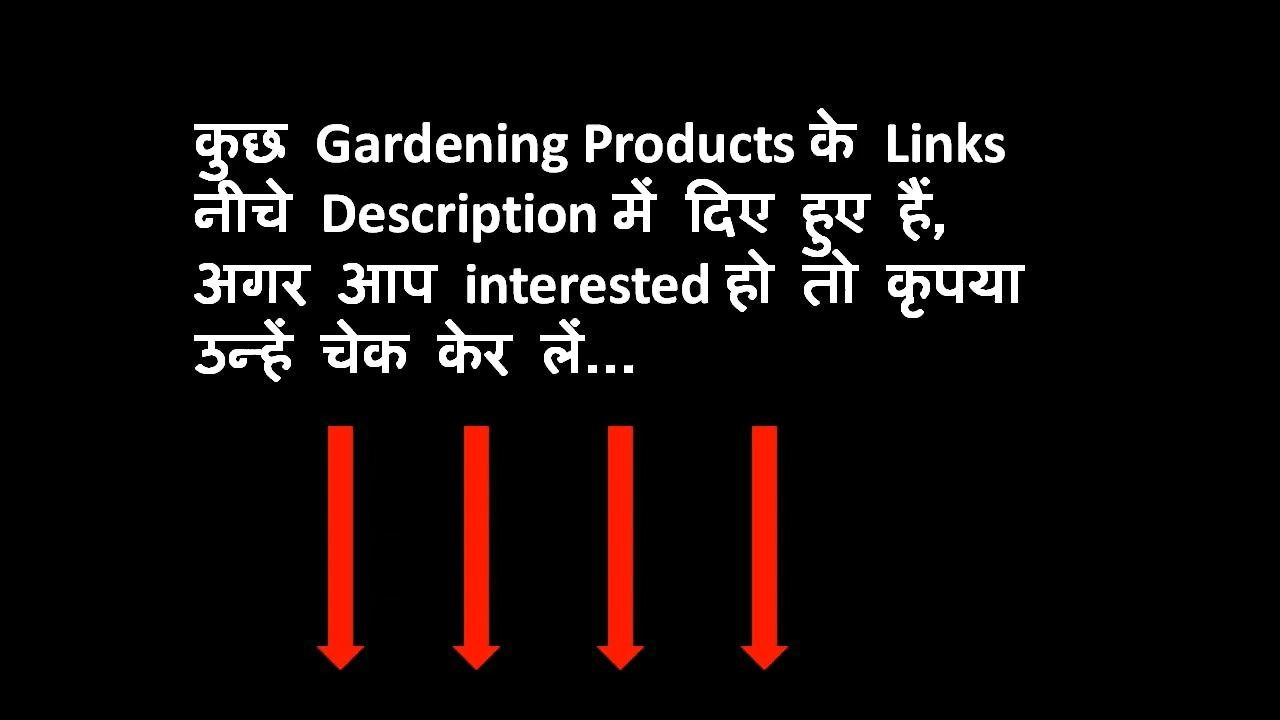 कुछ Gardening Products के Links
नीचे Description में दिए हुए हैं,
अगर आप interested हो तो कृपया
उन्हें चेक केर लें...